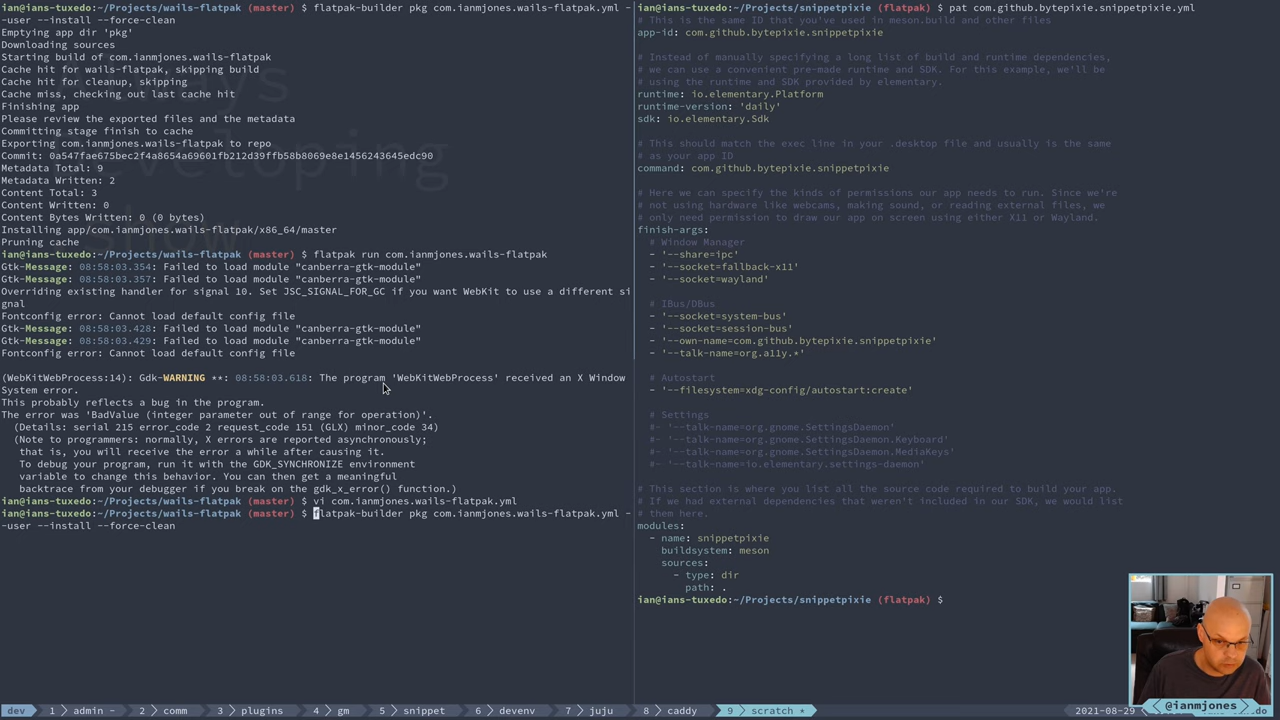 ian@ians-tuxedo:~/Projects/wails-flatpak (master) $ flatpak-builder pkg com.ianmjones.wails-flatpak.yml -
-user --install --force-clean
Emptying app dir 'pkg'
Downloading sources
Starting build of com.ianmjones.wails-flatpak
Cache hit for wails-flatpak, skipping build
Cache hit for cleanup, skipping
Cache miss, checking out last cache hit
Finishing app
Please review the exported files and the metadata
Committing stage finish to cache
Exporting com.ianmjones.wails-flatpak to repo
Commit: 0a547fae675bec2f4a8654a69601fb212d39ffb58b8069e8e1456243645edc90
Metadata Total: 9
Metadata Written: 2
Content Total: 3
Content Written: 0
Content Bytes Written: 0 (0 bytes)
Installing app/com.ianmjones.wails-flatpak/x86_64/master
Pruning cache
ian@ians-tuxedo:~/Projects/wails-flatpak (master) $ flatpak run com.ianmjones.wails-flatpak
Gtk-Message: 08:58:03.354: Failed to load module "canberra-gtk-module"
Gtk-Message: 08:58:03.357: Failed to load module "canberra-gtk-module"
Overriding existing handler for signal 10. Set JSC_SIGNAL_FOR_GC if you want WebKit to use a different si
gnal
Fontconfig error: Cannot load default config file
Gtk-Message: 08:58:03.428: Failed to load module "canberra-gtk-module"
Gtk-Message: 08:58:03.429: Failed to load module "canberra-gtk-module"
Fontconfig error: Cannot load default config file
(WebKitWebProcess:14): Gdk-WARNING **: 08:58:03.618: The program 'WebKitWebProcess' received an X Window
System error.
This probably reflects a bug in the program.
The error was 'BadValue (integer parameter out of range for operation)'.
(Details: serial 215 error_code 2 request_code 151 (GLX) minor_code 34)
(Note to programmers: normally, X errors are reported asynchronously;
that is, you will receive the error a while after causing it.
To debug your program, run it with the GDK_SYNCHRONIZE environment
variable to change this behavior. You can then get a meaningful
backtrace from your debugger if you break on the gdk_x_error() function.)
ian@ians-tuxedo:~/Projects/wails-flatpak (master) $ vi com.ianmjones.wails-flatpak.yml
ian@ians-tuxedo:~/Projects/wails-flatpak (master) $ flatpak-builder pkg com.ianmjones.wails-flatpak.yml -
-user --install --force-clean
ian@ians-tuxedo:~/Projects/snippetpixie (flatpak) $ pat com.github.bytepixie.snippetpixie.yml
# This is the same ID that you've used in meson.build and other files
app-id: com.github.bytepixie.snippetpixie
# Instead of manually specifying a long list of build and runtime dependencies,
# we can use a convenient pre-made runtime and SDK. For this example, we'll be
# using the runtime and SDK provided by elementary.
runtime: io.elementary.Platform
runtime-version: 'daily'
sdk: io.elementary.Sdk
# This should match the exec line in your .desktop file and usually is the same
# as your app ID
command: com.github.bytepixie.snippetpixie
# Here we can specify the kinds of permissions our app needs to run. Since we're
# not using hardware like webcams, making sound, or reading external files, we
# only need permission to draw our app on screen using either X11 or Wayland.
finish-args:
# Window Manager
- '--share=ipc'
- '--socket=fallback-x11'
- '--socket=wayland'
# IBus/DBus
- '--socket=system-bus'
- '--socket=session-bus'
- '--own-name=com.github.bytepixie.snippetpixie'
- '--talk-name=org.a11y.*'
# Autostart
- '--filesystem=xdg-config/autostart:create'
# Settings
#- '--talk-name=org.gnome.SettingsDaemon'
#- '--talk-name=org.gnome.SettingsDaemon.Keyboard'
#- '--talk-name=org.gnome.SettingsDaemon.MediaKeys'
#- '--talk-name=io.elementary.settings-daemon'
# This section is where you list all the source code required to build your app.
# If we had external dependencies that weren't included in our SDK, we would list
# them here.
modules:
- name: snippetpixie
buildsystem: meson
sources:
- type: dir
path: .
ian@ians-tuxedo:~/Projects/snippetpixie (flatpak) $
dev 1 admin - 2 comm 3 plugins 4 gm 5 snippet 6 devenv 7 juju 8 caddy 9 scratch * 2021-08-29
@ianmjones